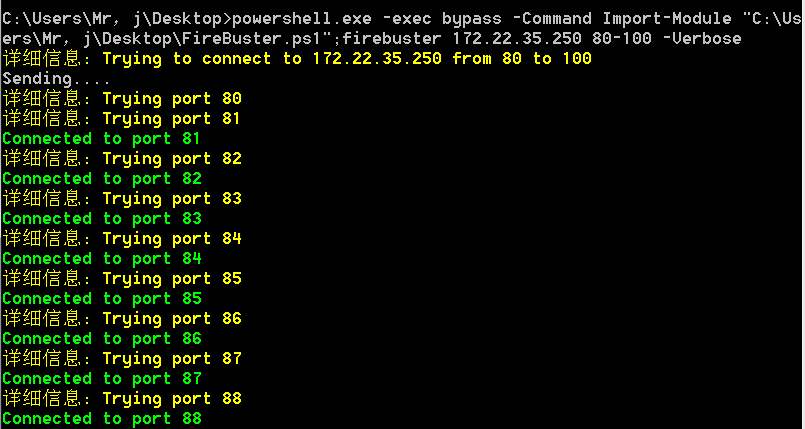 C:\Users\Mr，j\Desktop>powershell.exe -exec bypass -Command Import-Module "C:\Us
ers\Mr，j\Desktop\FireBuster.ps1";firebuster 172.22.35.250 80-100 -Verbose
详细信息: Trying to connect to 172.22.35.250 from 80 to 100
Sending....
详细信息: Trying port 80
详细信息: Trying port 81
Connected to port 81
详细信息: Trying port 82
Connected to port 82
详细信息: Trying port 83
Connected to port 83
详细信息: Trying port 84
Connected to port 84
详细信息: Trying port 85
Connected to port 85
详细信息: Trying port 86
Connected to port 86
详细信息: Trying port 87
Connected to port 87
详细信息: Trying port 88
Connected to port 88